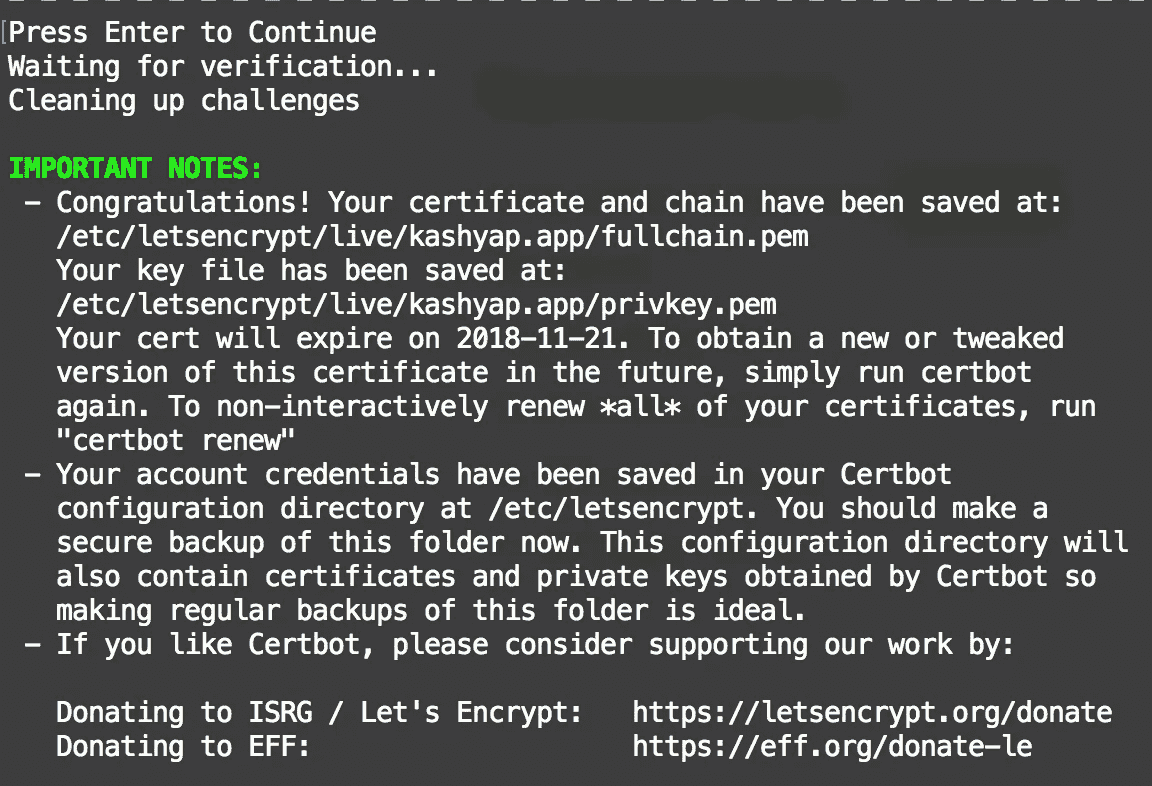 Press Enter to Continue
Waiting for verification...
Cleaning up challenges
IMPORTANT NOTES:
- Congratulations! Your certificate and chain have been saved at:
/etc/letsencrypt/live/kashyap.app/fullchain.pem
Your key file has been saved at:
/etc/letsencrypt/live/kashyap.app/privkey.pem
Your cert will expire on 2018-11-21. To obtain a new or tweaked
version of this certificate in the future, simply run certbot
again. To non-interactively renew *all* of your certificates, run
"certbot renew"
- Your account credentials have been saved in your Certbot
configuration directory at /etc/letsencrypt. You should make a
secure backup of this folder now. This configuration directory will
also contain certificates and private keys obtained by Certbot so
making regular backups of this folder is ideal.
- If you like Certbot, please consider supporting our work by:
Donating to ISRG / Let's Encrypt: https://letsencrypt.org/donate
Donating to EFF: https://eff.org/donate-le